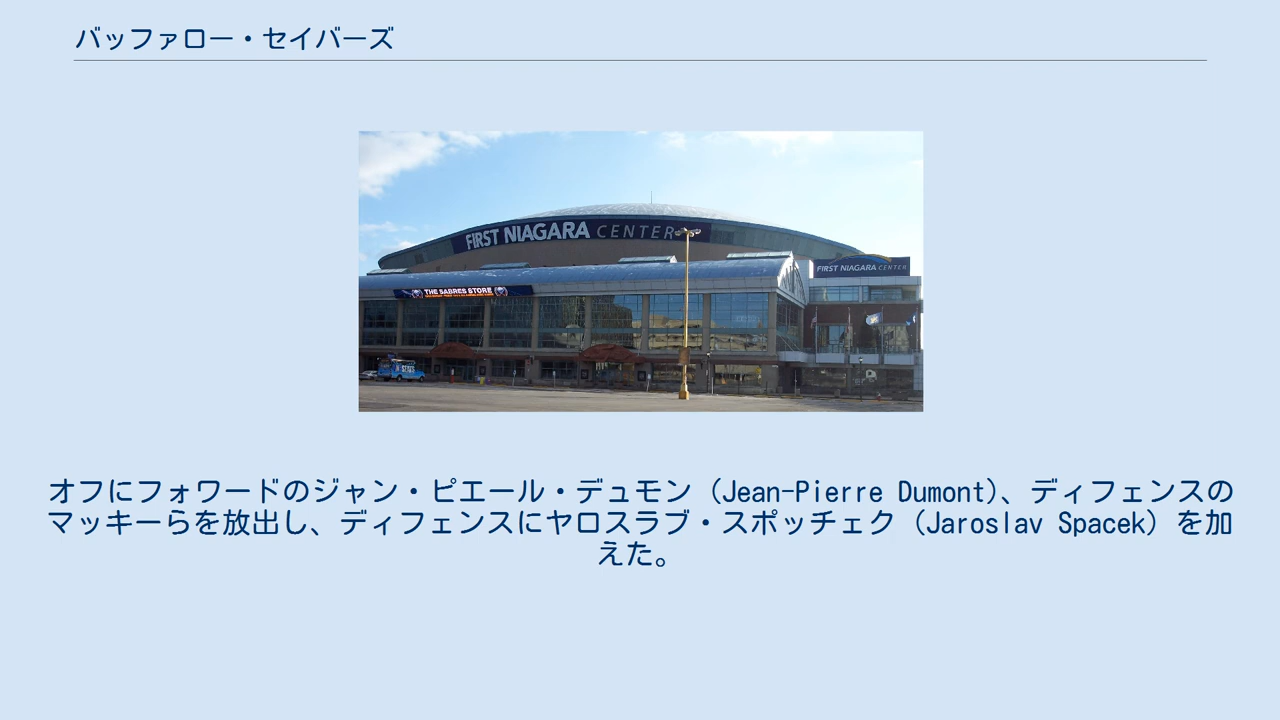 バッファロー・セイバーズ
FIRST NIAGARA CENTER
FIRST NIAGARA CENTER
THE SABRES STORE
オフにフォワードのジャン・ピエール・デュモン（Jean-Pierre Dumont)、ディフェンスの
マッキーらを放出し、ディフェンスにヤロスラブ・スポッチェク（Jaroslav Spacek）を加
えた。